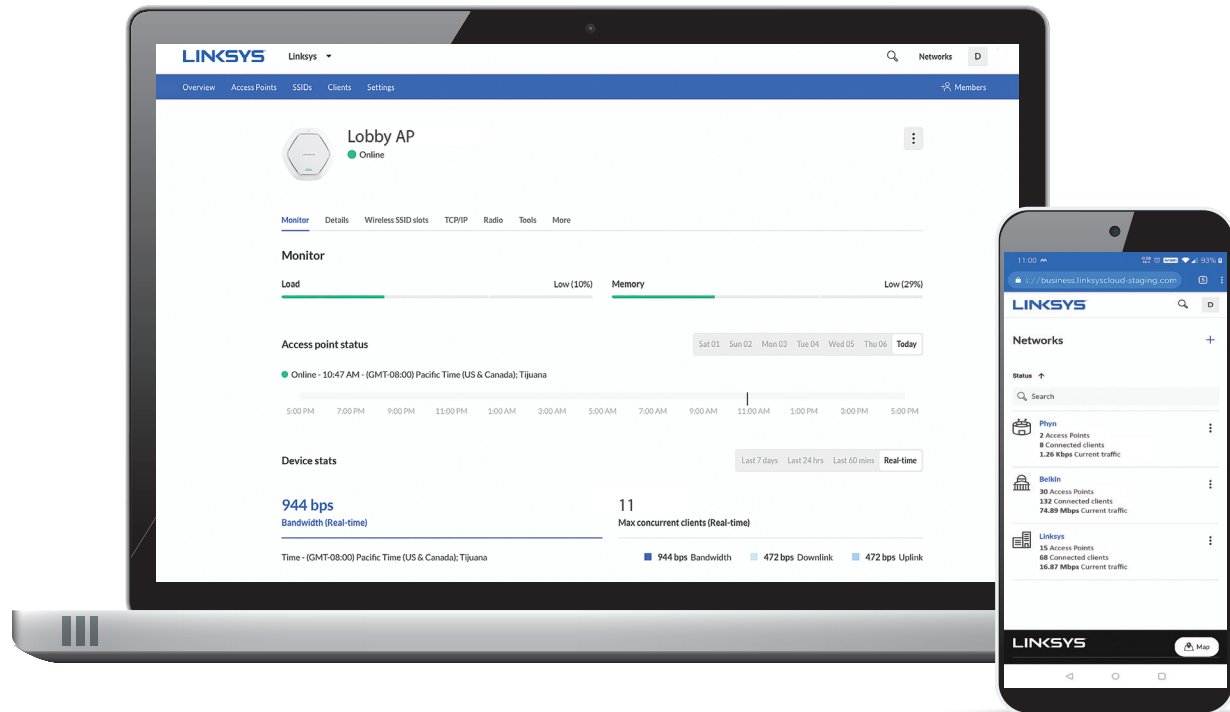 LINKSYS Linksys Networks D
Overview Access Points SSIDs Clients Settings Members
Lobby AP
Online
Monitor Details Wireless SSID slots TCP/IP Radio Tools More
Monitor
Load Low (10%) Memory Low (29%)
Access point status Sat 01 Sun 02 Mon 03 Tue 04 Wed 05 Thu 06 Today
Online - 10:47 AM - (GMT-08:00) Pacific Time (US & Canada); Tijuana
5:00 PM 7:00 PM 9:00 PM 11:00 PM 1:00 AM 3:00 AM 5:00 AM 7:00 AM 9:00 AM 11:00 AM 1:00 PM 3:00 PM 5:00 PM
Device stats Last 7 days Last 24 hrs Last 60 mins Real-time
944 bps 11
Bandwidth (Real-time) Max concurrent clients (Real-time)
Time - (GMT-08:00) Pacific Time (US & Canada); Tijuana 944 bps Bandwidth 472 bps Downlink 472 bps Uplink
11:00 93%
://business.linksyscloud-staging.com
LINKSYS D
Networks +
Status
Search
Phyn
2 Access Points
8 Connected clients
1.26 Kbps Current traffic
Belkin
30 Access Points
132 Connected clients
74.89 Mbps Current traffic
Linksys
15 Access Points
68 Connected clients
16.87 Mbps Current traffic
LINKSYS Map